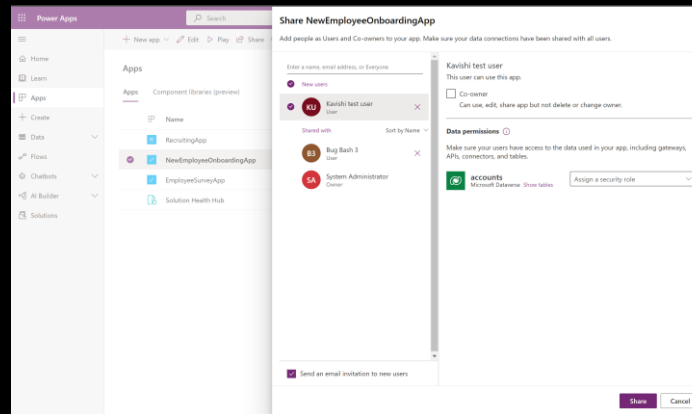 Power Apps
Search
Home
Learn
Apps
Create
Data
Flows
Chatbots
AI Builder
Solutions
New app
Edit
Play
Share
Apps
Apps
Component libraries (preview)
Name
RecruitingApp
NewEmployeeOnboardingApp
EmployeeSurveyApp
Solution Health Hub
Share NewEmployeeOnboardingApp
Add people as Users and Co-owners to your app. Make sure your data connections have been shared with all users.
Enter a name, email address, or Everyone
New users
KU
Kavishi test user
User
Shared with
Sort by Name
B3
Bug Bash 3
User
SA
System Administrator
Owner
Send an email invitation to new users
Kavishi test user
This user can use this app.
Co-owner
Can use, edit, share app but not delete or change owner.
Data permissions
Make sure your users have access to the data used in your app, including gateways,
APIs, connectors, and tables.
accounts
Microsoft Dataverse Show tables
Assign a security role
Share
Cancel